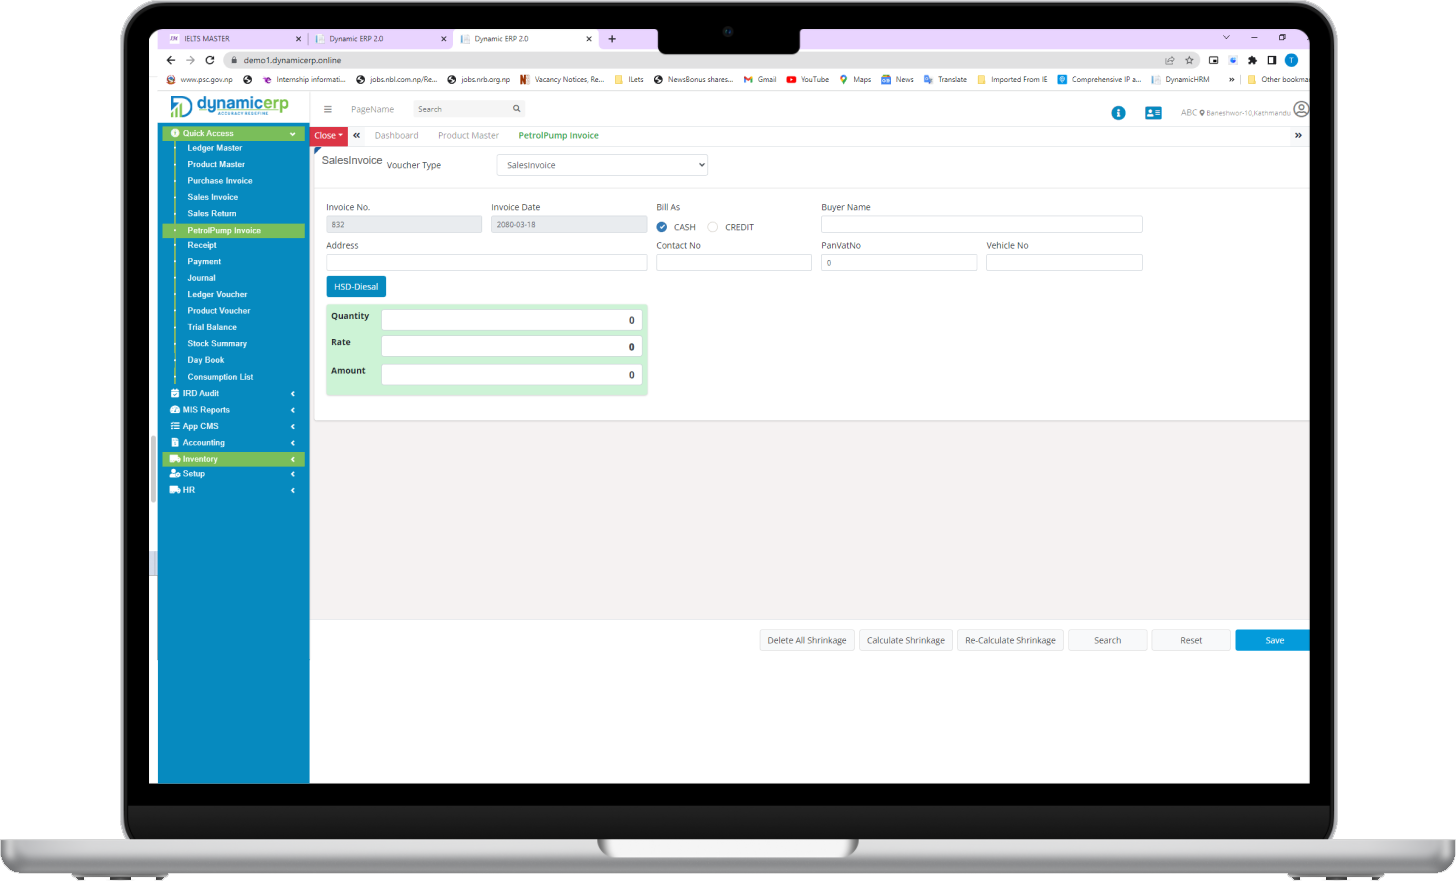 IM IELTS MASTER
Dynamic ERP 2.0
Dynamic ERP 2.0
demo1.dynamicerp.online
T
www.psc.gov.np
Internship informati...
jobs.nbl.com.np/Re...
jobs.nrb.org.np
Vacancy Notices, Re...
ILets
NewsBonus shares...
Gmail
YouTube
Maps
News
Translate
Imported From IE
Comprehensive IP a...
DynamicHRM
»
Other bookma
dynamicerp
ACCURACY REDEFINE
PageName
Search
ABC Baneshwor-10,Kathmandu
Quick Access
Ledger Master
Product Master
Purchase Invoice
Sales Invoice
Sales Return
PetrolPump Invoice
Receipt
Payment
Journal
Ledger Voucher
Product Voucher
Trial Balance
Stock Summary
Day Book
Consumption List
IRD Audit
MIS Reports
App CMS
Accounting
Inventory
Setup
HR
Close
Dashboard
Product Master
PetrolPump Invoice
SalesInvoice
Voucher Type
SalesInvoice
Invoice No.
Invoice Date
Bill As
Buyer Name
832
2080-03-18
CASH
CREDIT
Address
Contact No
PanVatNo
Vehicle No
0
HSD-Diesal
Quantity
0
Rate
0
Amount
0
Delete All Shrinkage
Calculate Shrinkage
Re-Calculate Shrinkage
Search
Reset
Save